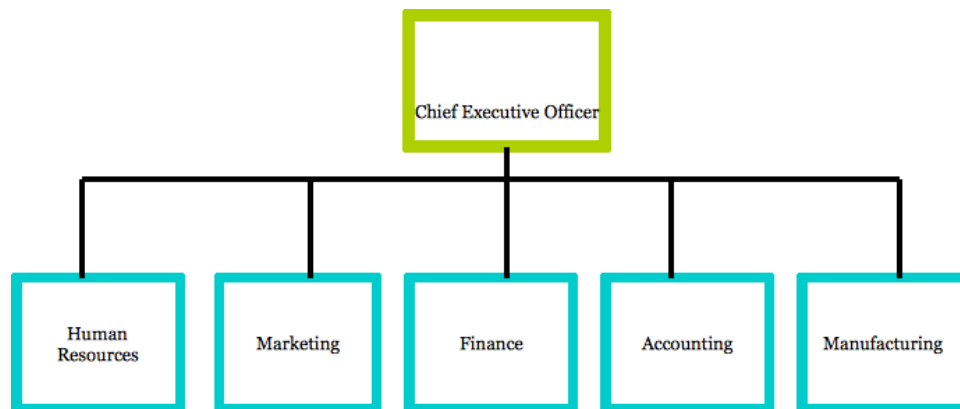 Chief Executive Officer
Human
Resources
Marketing
Finance
Accounting
Manufacturing